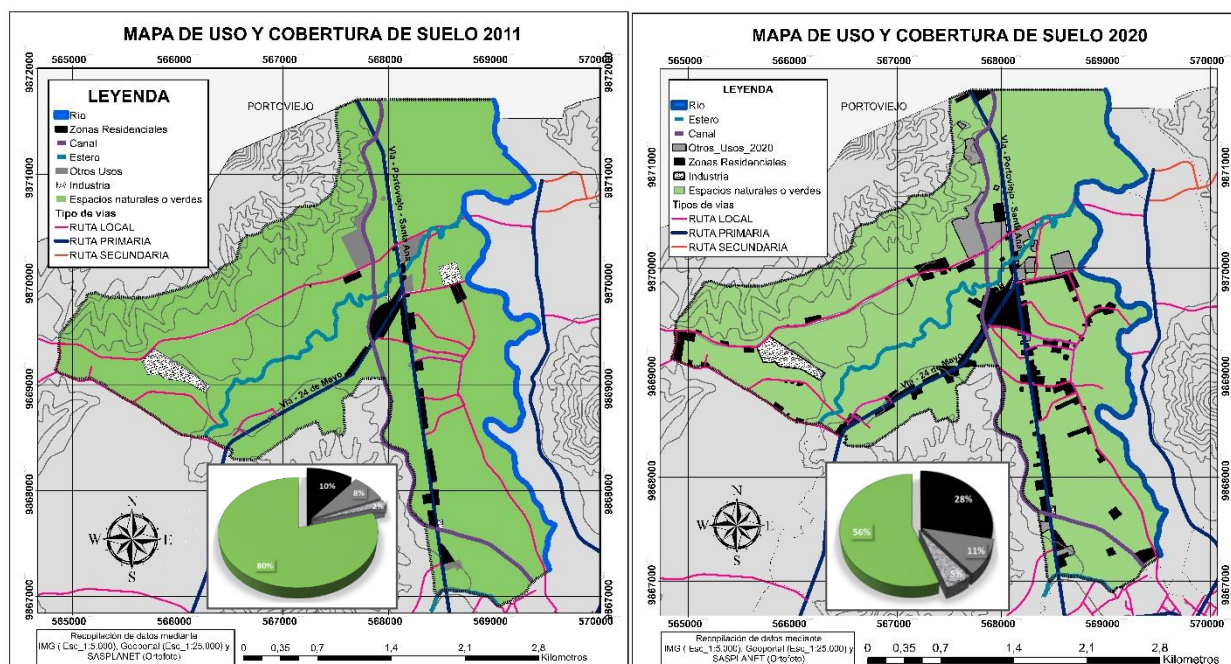 MAPA DE USO Y COBERTURA DE SUELO 2011
565000 566000 567000 568000 569000 570000
9872000
9871000
9870000
9869000
9868000
9867000
LEYENDA
Rio
Zonas Residenciales
Canal
Estero
Otros Usos
Industria
Espacios naturales o verdes
Tipo de vias
RUTA LOCAL
RUTA PRIMARIA
RUTA SECUNDARIA
PORTOVIEJO
Vía - Portoviejo - Santa Ana
Vía - 24 de Mayo
N
W E
S
10%
8%
2%
80%
Recopilación de datos mediante
IMG ( Esc_1:5.000), Geoportal (Esc_1:25.000) y
SASPLANET (Ortofoto)
0 0,35 0,7 1,4 2,1 2,8
Kilometros
MAPA DE USO Y COBERTURA DE SUELO 2020
565000 566000 567000 568000 569000 570000
9872000
9871000
9870000
9869000
9868000
9867000
LEYENDA
Rio
Estero
Canal
Otros_Usos_2020
Zonas Residenciales
Industria
Espacios naturales o verdes
Tipos de vias
RUTA LOCAL
RUTA PRIMARIA
RUTA SECUNDARIA
PORTOVIEJO
Vía - Portoviejo - Santa Ana
Vía - 24 de Mayo
N
W E
S
28%
11%
5%
56%
Recopilación de datos mediante
IMG ( Esc_1:5.000), Geoportal (Esc_1:25.000) y
SASPLANET (Ortofoto)
0 0,35 0,7 1,4 2,1 2,8
Kilometros